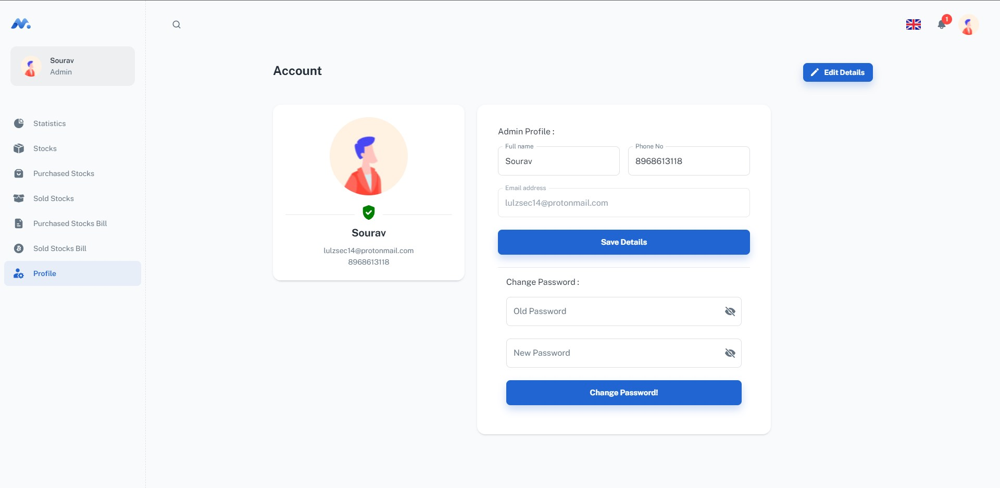 Sourav
Admin
Statistics
Stocks
Purchased Stocks
Sold Stocks
Purchased Stocks Bill
Sold Stocks Bill
Profile
1
Account
Edit Details
Sourav
lulzsec14@protonmail.com
8968613118
Admin Profile :
Full name
Sourav
Phone No
8968613118
Email address
lulzsec14@protonmail.com
Save Details
Change Password :
Old Password
New Password
Change Password!